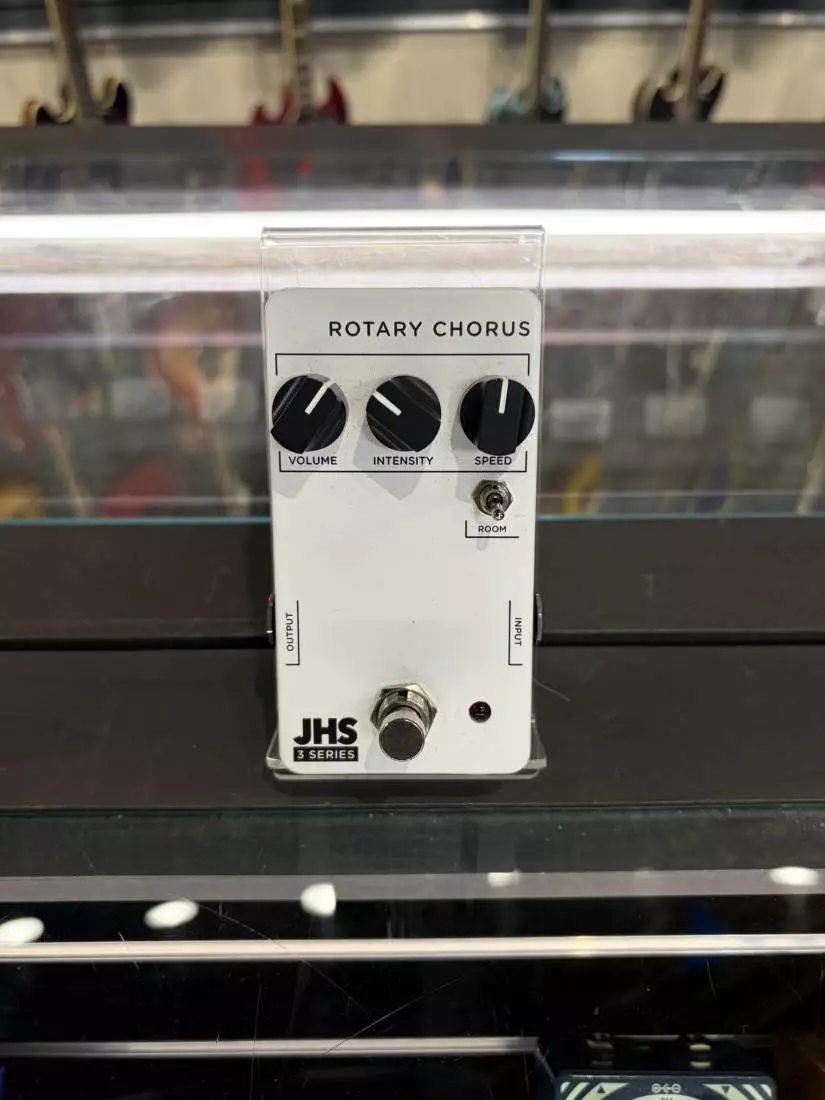 ROTARY CHORUS
VOLUME
INTENSITY
SPEED
ROOM
OUTPUT
INPUT
JHS
3 SERIES